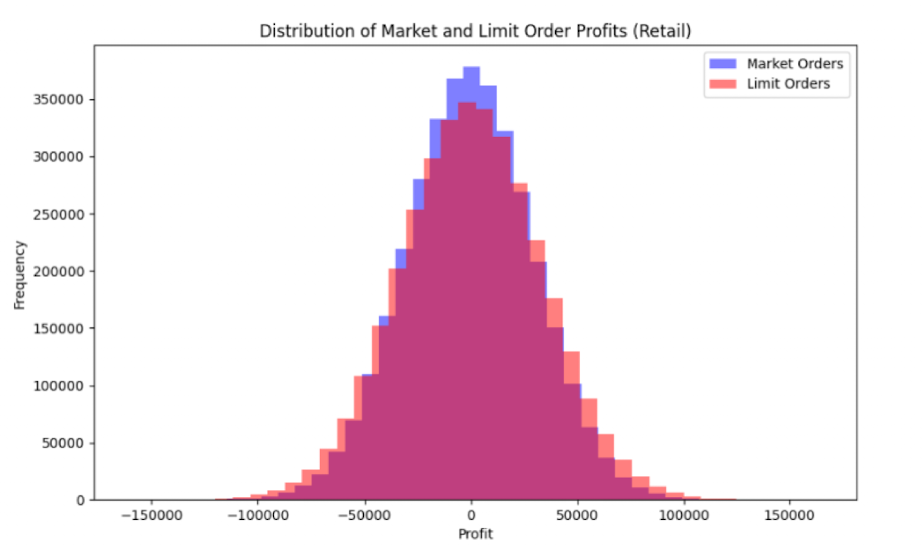 Distribution of Market and Limit Order Profits (Retail)
Market Orders
Limit Orders
350000
300000
250000
200000
150000
100000
50000
0
Frequency
−150000 −100000 −50000 0 50000 100000 150000
Profit